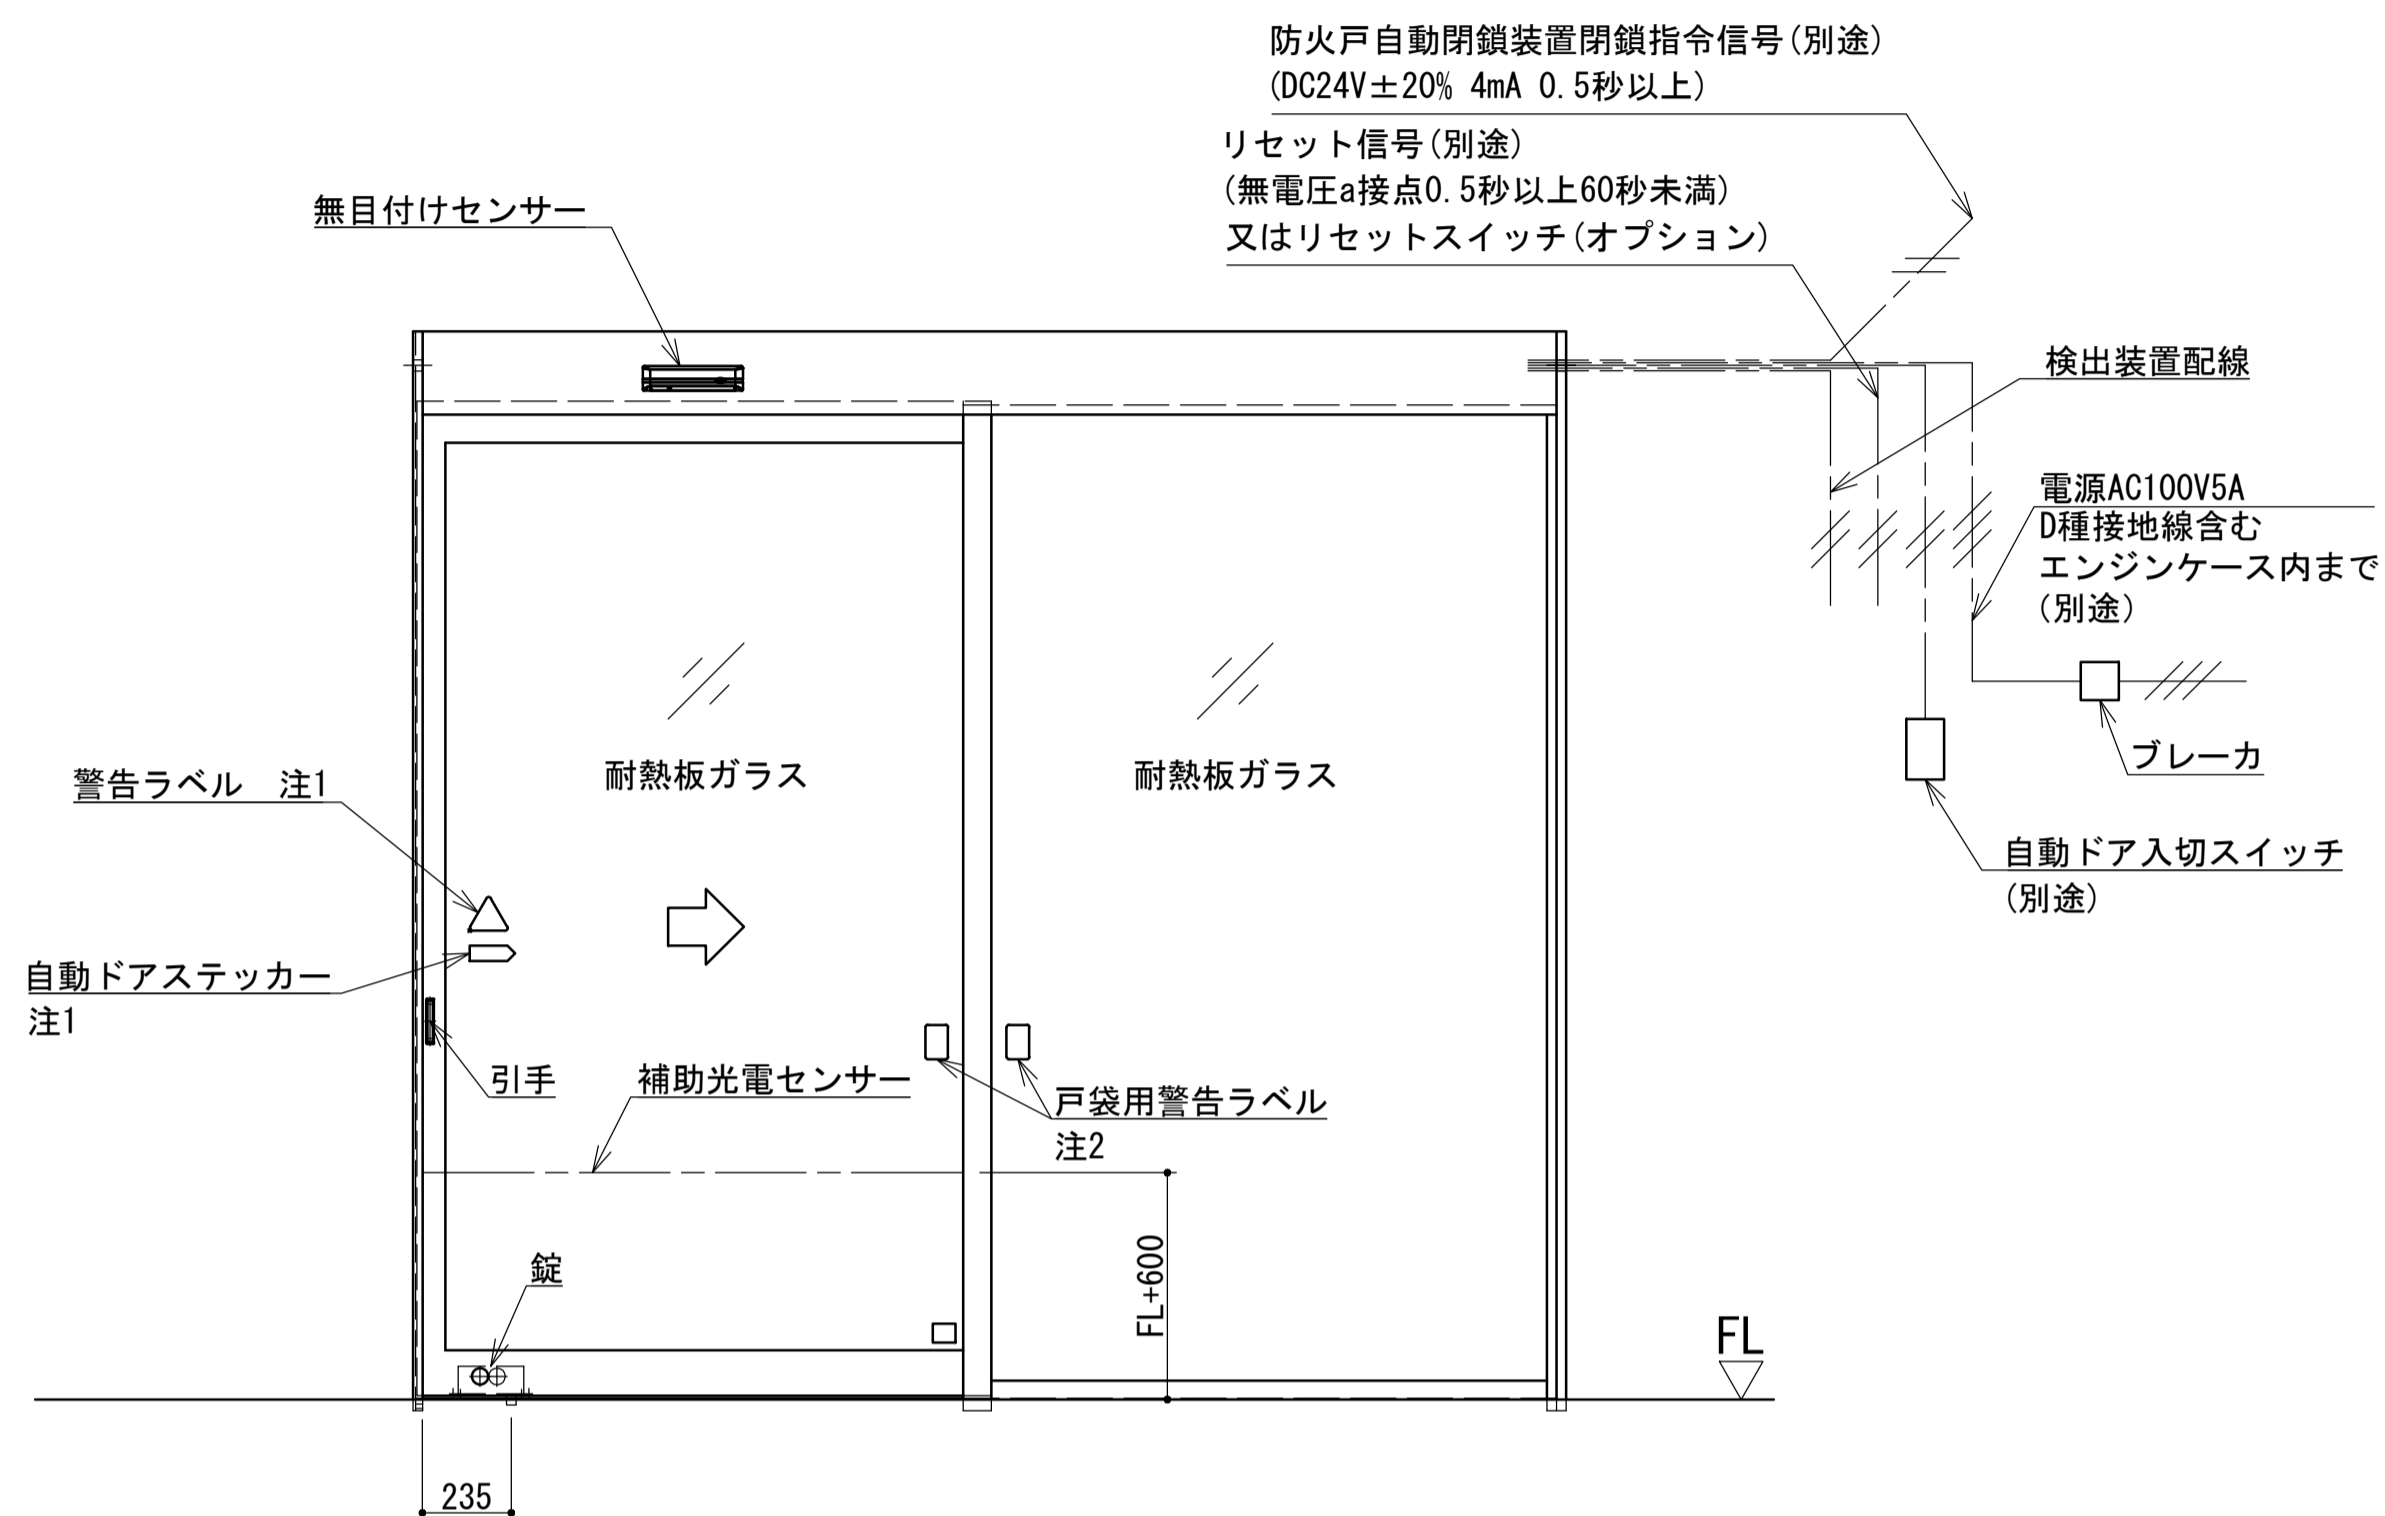 防火戸自動閉鎖装置閉鎖指令信号(別途)
(DC24V±20% 4mA 0.5秒以上)
リセット信号(別途)
(無電圧a接点0.5秒以上60秒未満)
又はリセットスイッチ(オプション)
無目付けセンサー
検出装置配線
電源AC100V5A
D種接地線含む
エンジンケース内まで
(別途)
ブレーカ
自動ドア入切スイッチ
(別途)
耐熱板ガラス
耐熱板ガラス
警告ラベル　注1
自動ドアステッカー
注1
引手
補助光電センサー
戸袋用警告ラベル
注2
錠
FL+600
FL
235